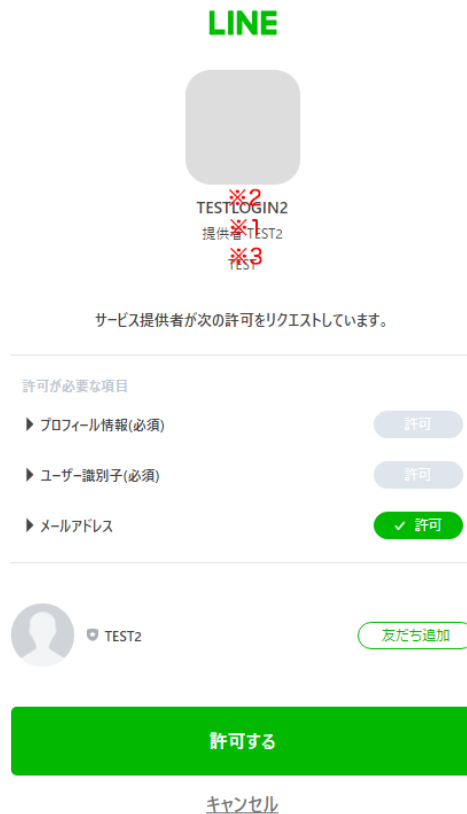 LINE
※2
TESTLOGIN2
※1
提供者 TEST2
※3
TEST
サービス提供者が次の許可をリクエストしています。
許可が必要な項目
▶ プロフィール情報(必須) 許可
▶ ユーザー識別子(必須) 許可
▶ メールアドレス ✓ 許可
TEST2 友だち追加
許可する
キャンセル